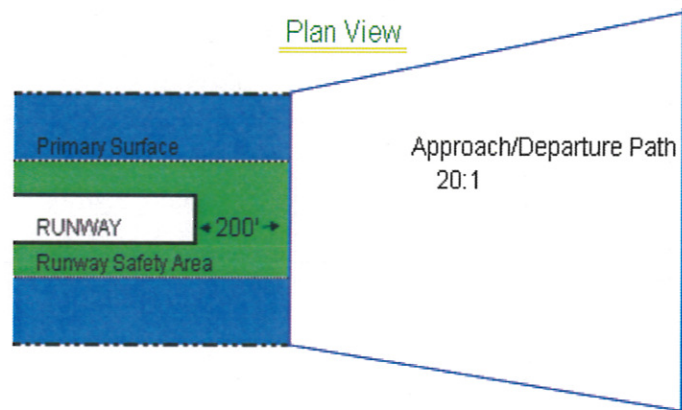 Plan View
Primary Surface
Approach/Departure Path
20:1
RUNWAY
200'
Runway Safety Area